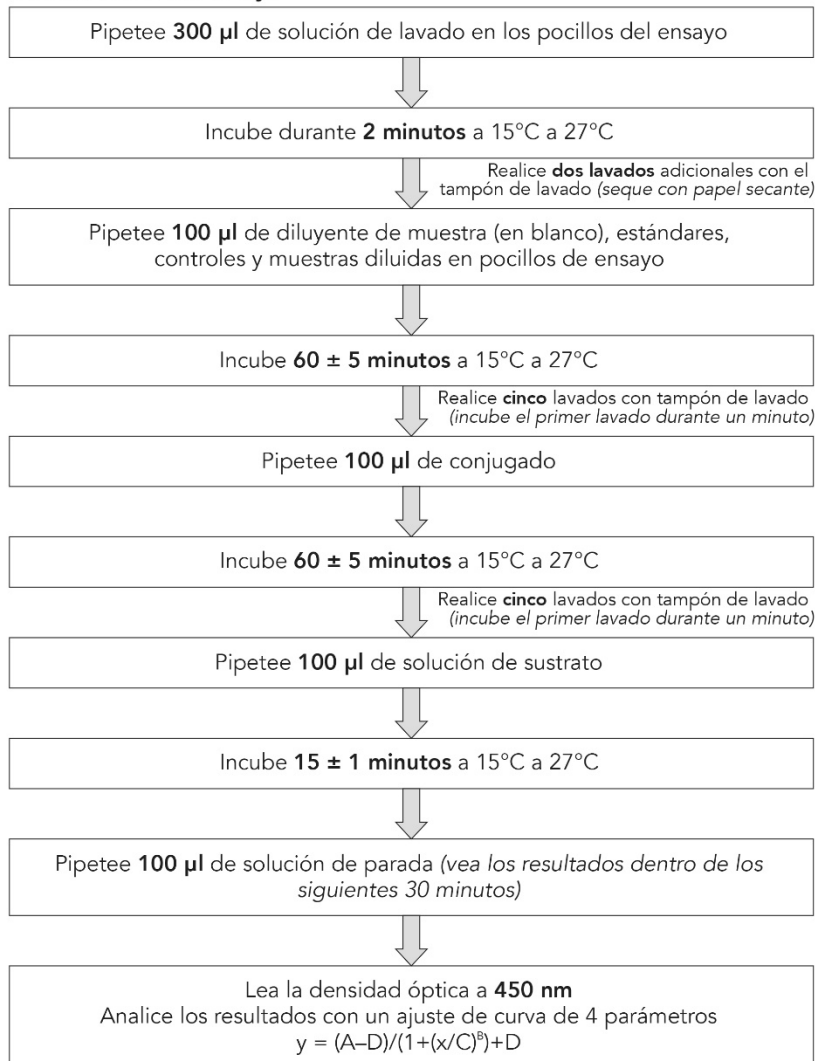 Pipetee 300 µl de solución de lavado en los pocillos del ensayo
Incube durante 2 minutos a 15°C a 27°C
Realice dos lavados adicionales con el
tampón de lavado (seque con papel secante)
Pipetee 100 µl de diluyente de muestra (en blanco), estándares,
controles y muestras diluidas en pocillos de ensayo
Incube 60 ± 5 minutos a 15°C a 27°C
Realice cinco lavados con tampón de lavado
(incube el primer lavado durante un minuto)
Pipetee 100 µl de conjugado
Incube 60 ± 5 minutos a 15°C a 27°C
Realice cinco lavados con tampón de lavado
(incube el primer lavado durante un minuto)
Pipetee 100 µl de solución de sustrato
Incube 15 ± 1 minutos a 15°C a 27°C
Pipetee 100 µl de solución de parada (vea los resultados dentro de los
siguientes 30 minutos)
Lea la densidad óptica a 450 nm
Analice los resultados con un ajuste de curva de 4 parámetros
y = (A–D)/(1+(x/C)ᴮ)+D